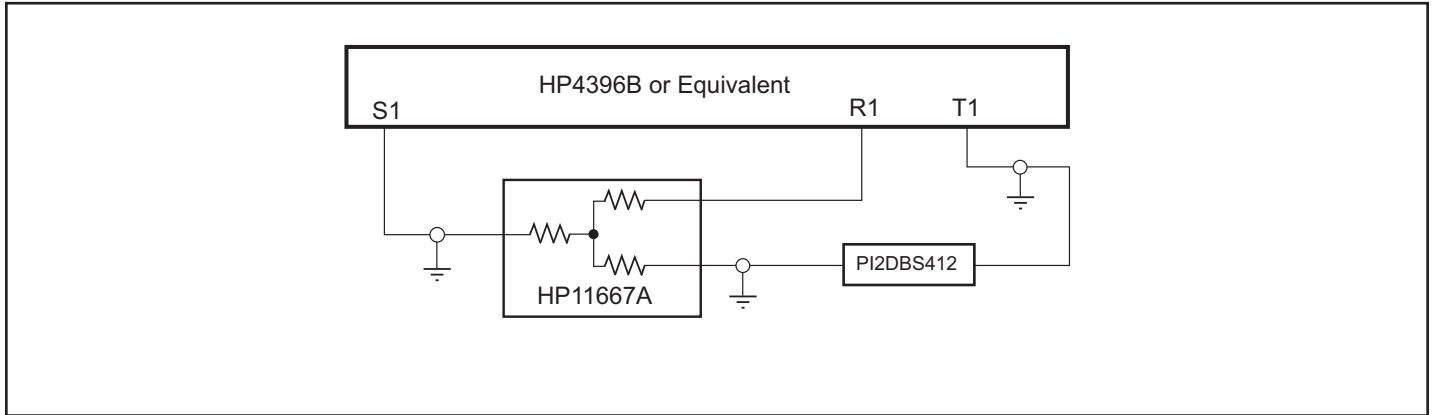 HP4396B or Equivalent
S1
R1
T1
PI2DBS412
HP11667A